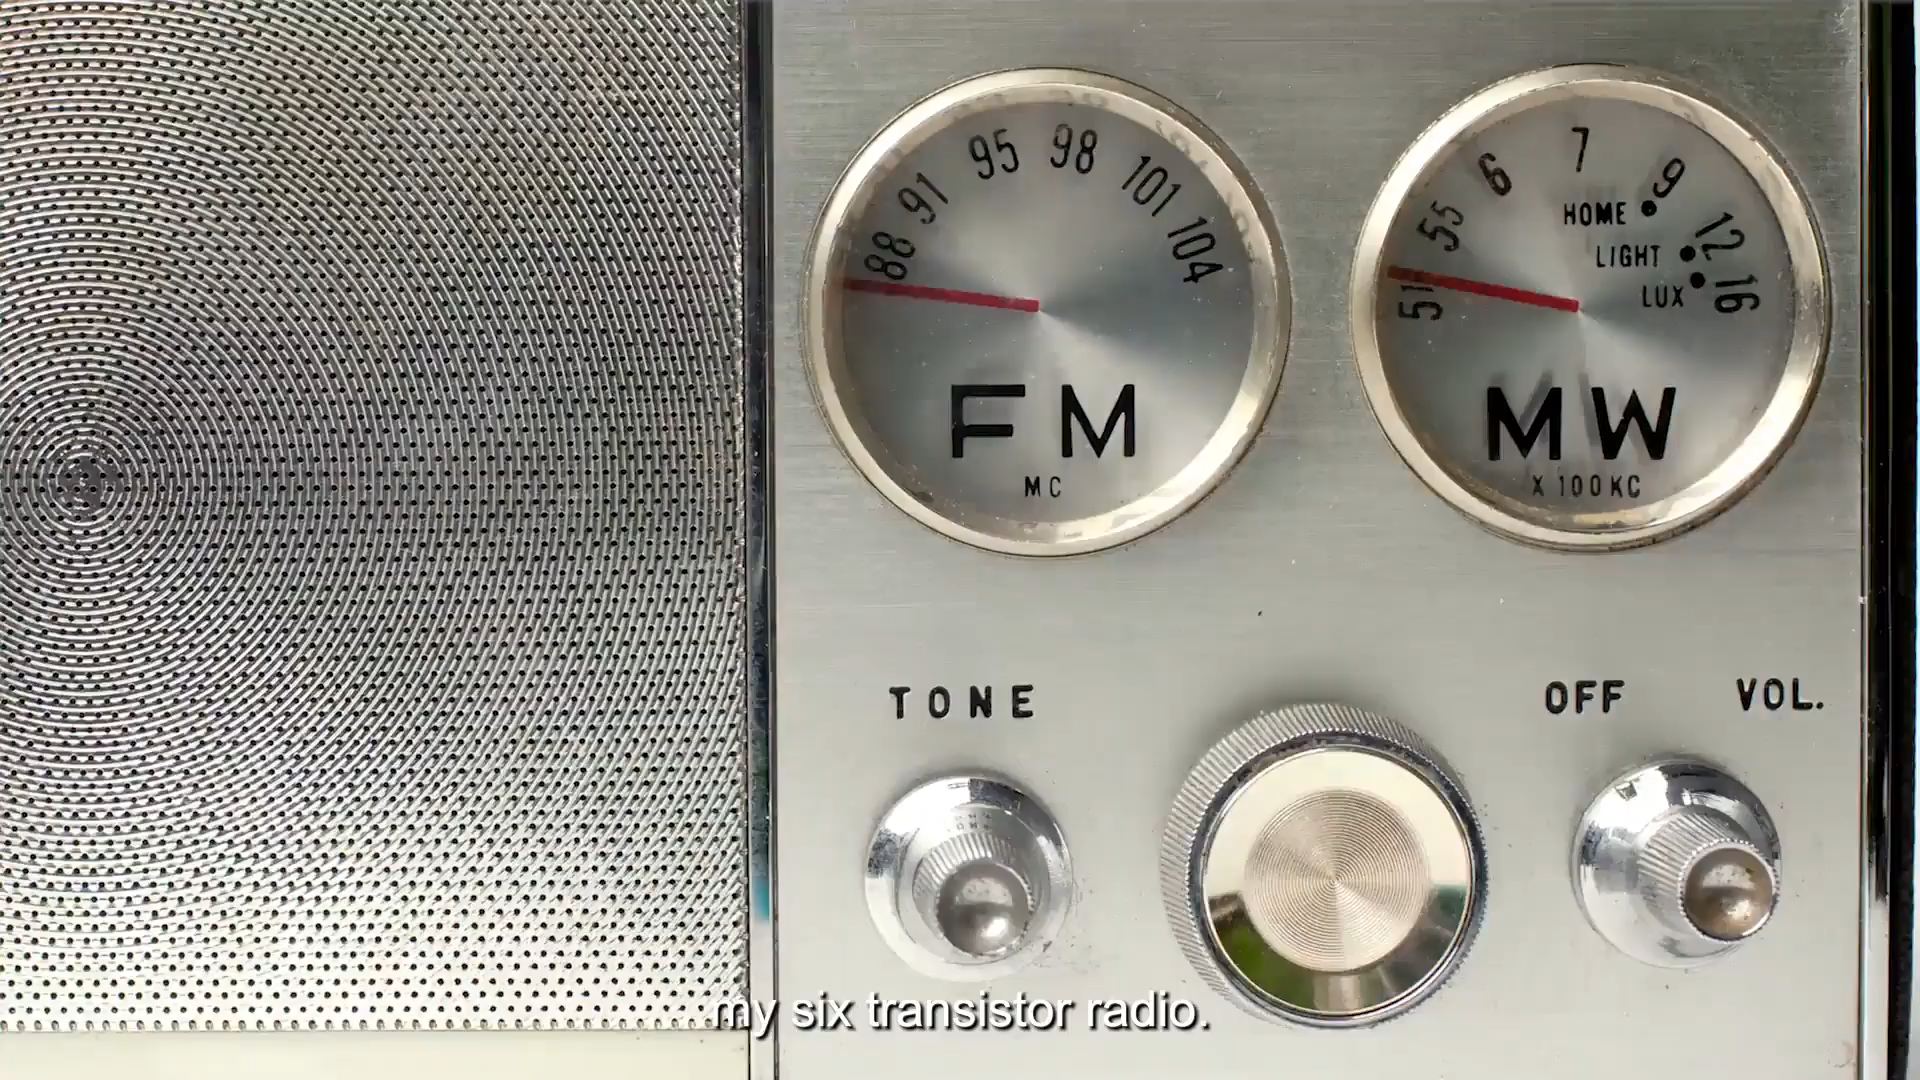 88 91 95 98 101 104
FM
MC
51 55 6 7 9 12 16
HOME
LIGHT
LUX
MW
X 100 KC
TONE
OFF VOL.
my six transistor radio.